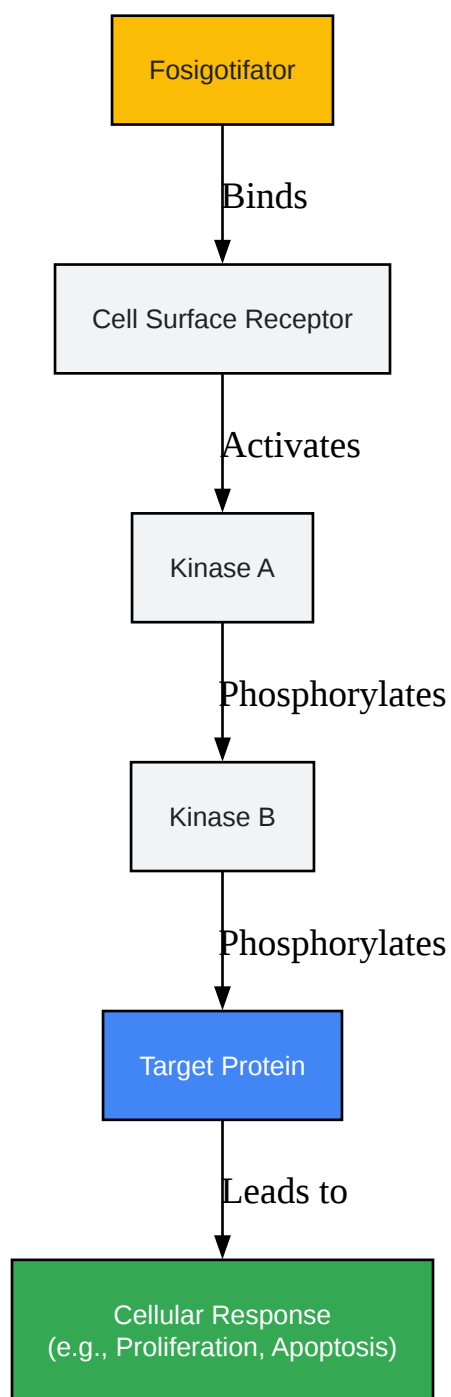 Fosigotifator
Binds
Cell Surface Receptor
Activates
Kinase A
Phosphorylates
Kinase B
Phosphorylates
Target Protein
Leads to
Cellular Response
(e.g., Proliferation, Apoptosis)